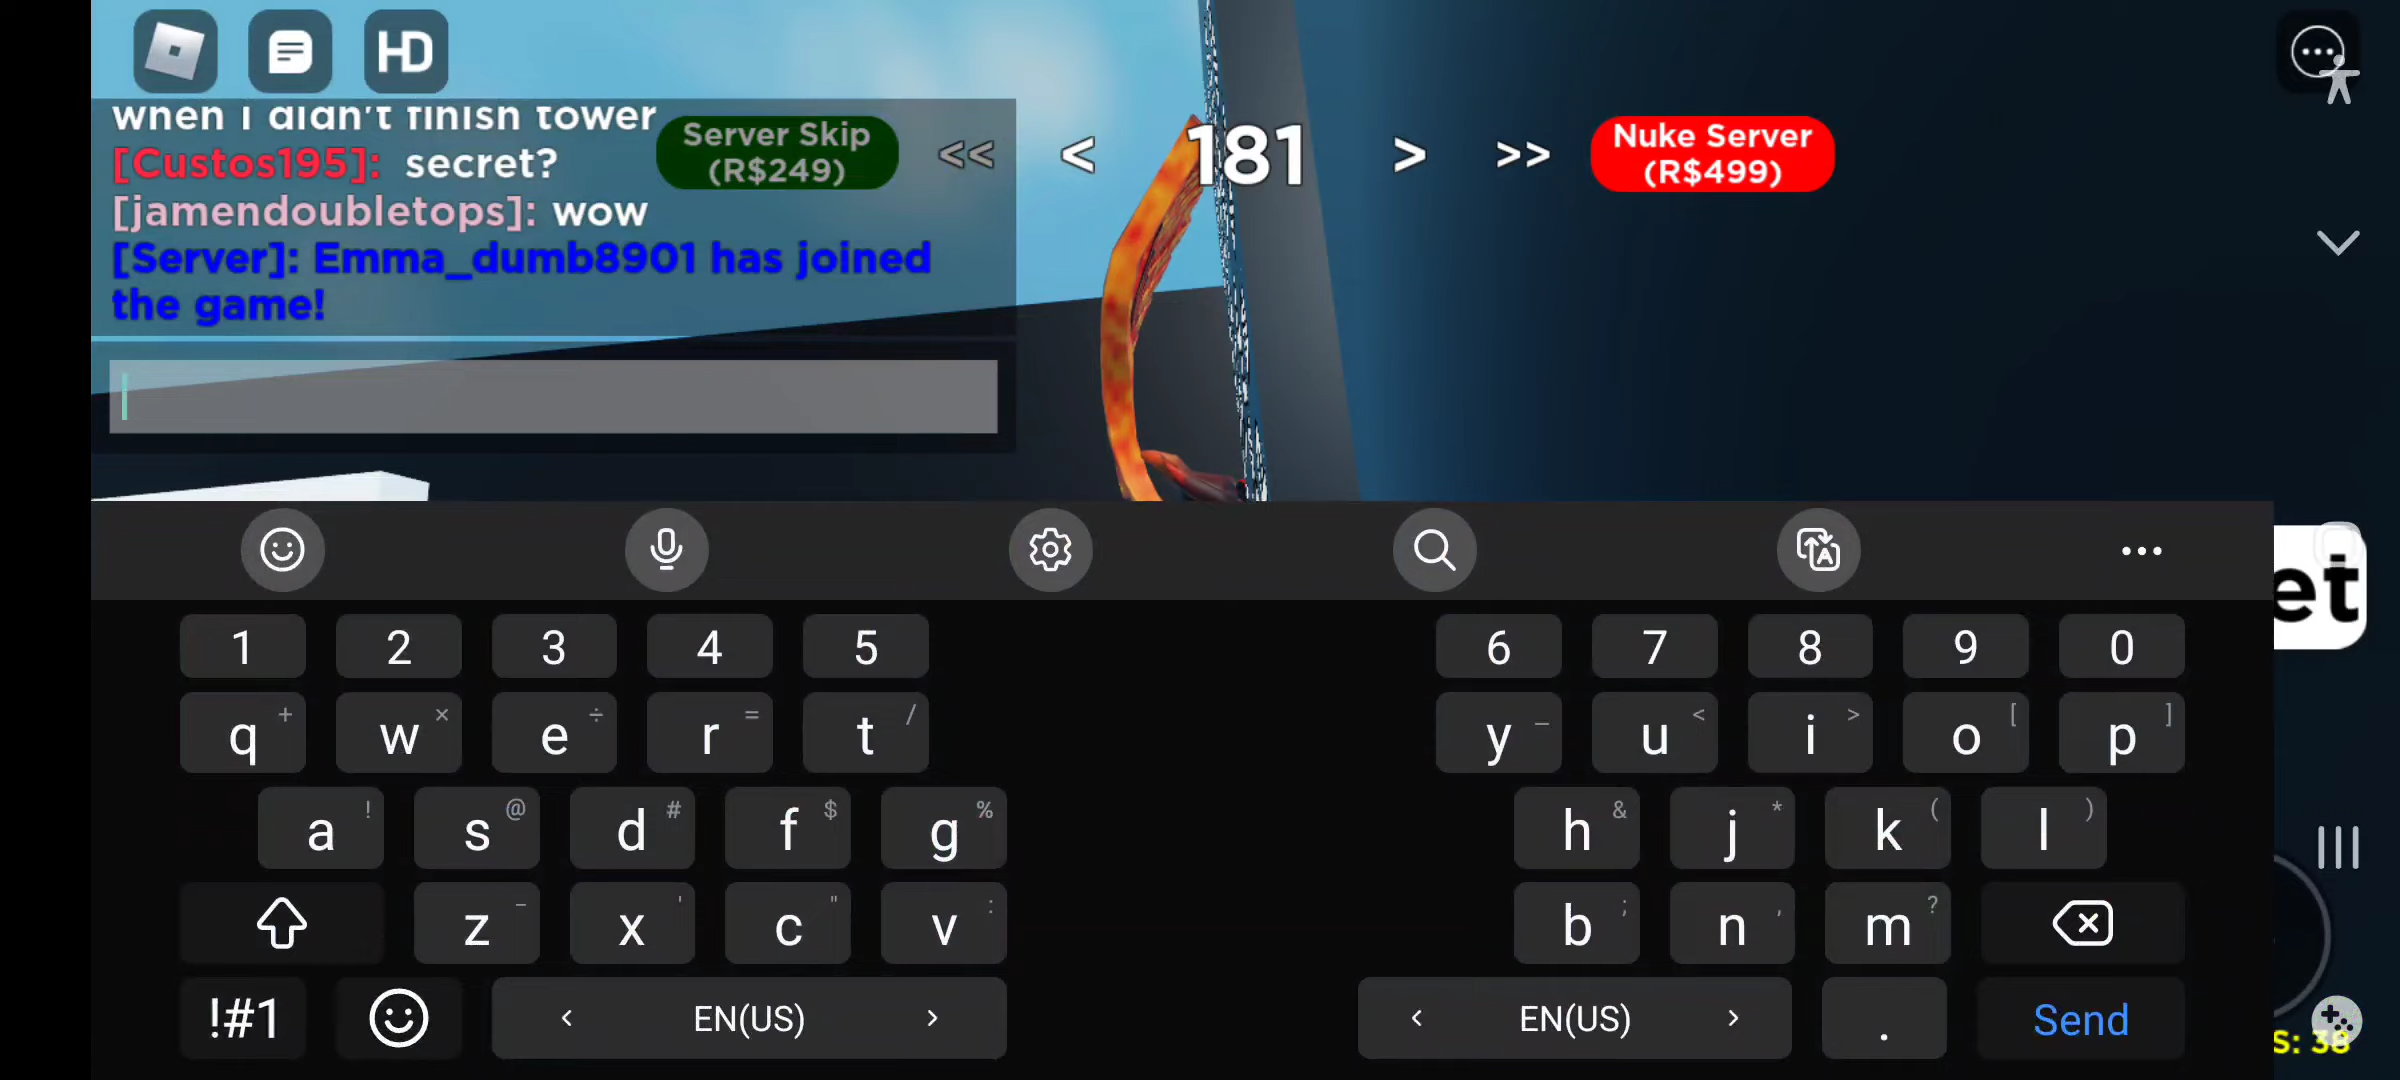 HD
when I didn't finish tower
[Custos195]: secret?
[jamendoubletops]: wow
[Server]: Emma_dumb8901 has joined
the game!
Server Skip
(R$249)
<< < 181 > >>
Nuke Server
(R$499)
et
1 2 3 4 5 6 7 8 9 0
q + w × e ÷ r = t / y _ u < i > o [ p ]
a ! s @ d # f $ g % h & j * k ( l )
z - x ' c " v : b ; n , m ?
!#1 < EN(US) > < EN(US) > . Send
S: 38